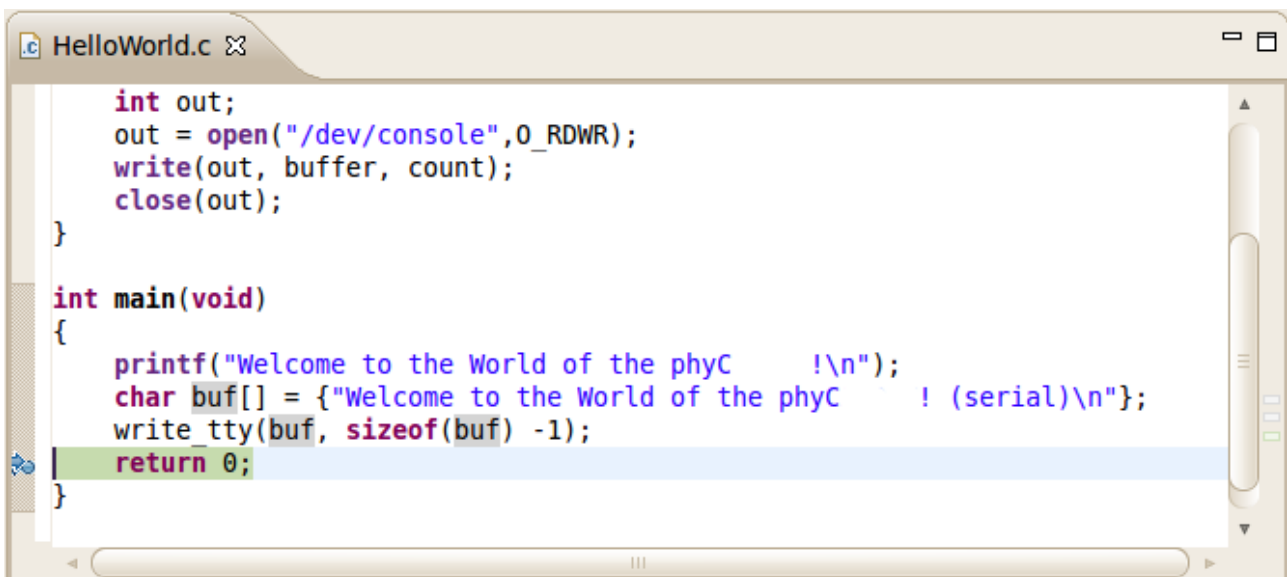 HelloWorld.c
    int out;
    out = open("/dev/console",O_RDWR);
    write(out, buffer, count);
    close(out);
}

int main(void)
{
    printf("Welcome to the World of the phyC     !\n");
    char buf[] = {"Welcome to the World of the phyC     ! (serial)\n"};
    write_tty(buf, sizeof(buf) -1);
    return 0;
}